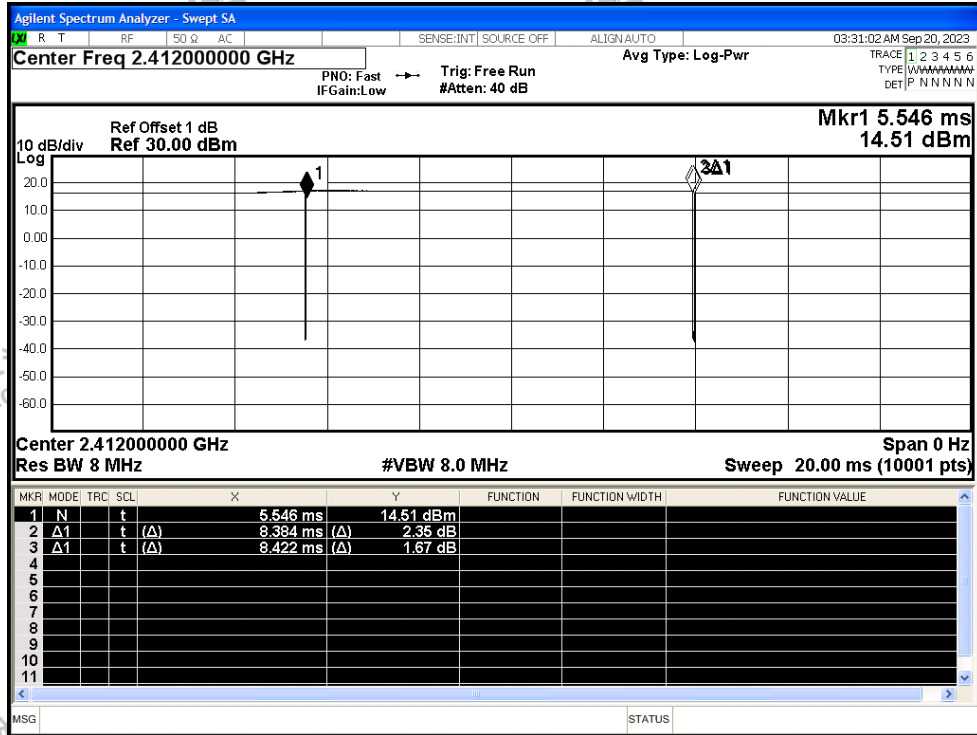 Agilent Spectrum Analyzer - Swept SA
LXI R T RF 50 Ω AC SENSE:INT SOURCE OFF ALIGN AUTO 03:31:02 AM Sep 20, 2023
Center Freq 2.412000000 GHz
PNO: Fast
IFGain:Low
Trig: Free Run
#Atten: 40 dB
Avg Type: Log-Pwr
TRACE 1 2 3 4 5 6
TYPE WWWWWW
DET P N N N N N
Mkr1 5.546 ms
14.51 dBm
Ref Offset 1 dB
10 dB/div Ref 30.00 dBm
Log
1
3Δ1
20.0
10.0
0.00
-10.0
-20.0
-30.0
-40.0
-50.0
-60.0
Center 2.412000000 GHz Span 0 Hz
Res BW 8 MHz #VBW 8.0 MHz Sweep 20.00 ms (10001 pts)
MKR MODE TRC SCL X Y FUNCTION FUNCTION WIDTH FUNCTION VALUE
1 N t 5.546 ms 14.51 dBm
2 Δ1 t (Δ) 8.384 ms (Δ) 2.35 dB
3 Δ1 t (Δ) 8.422 ms (Δ) 1.67 dB
4
5
6
7
8
9
10
11
MSG STATUS